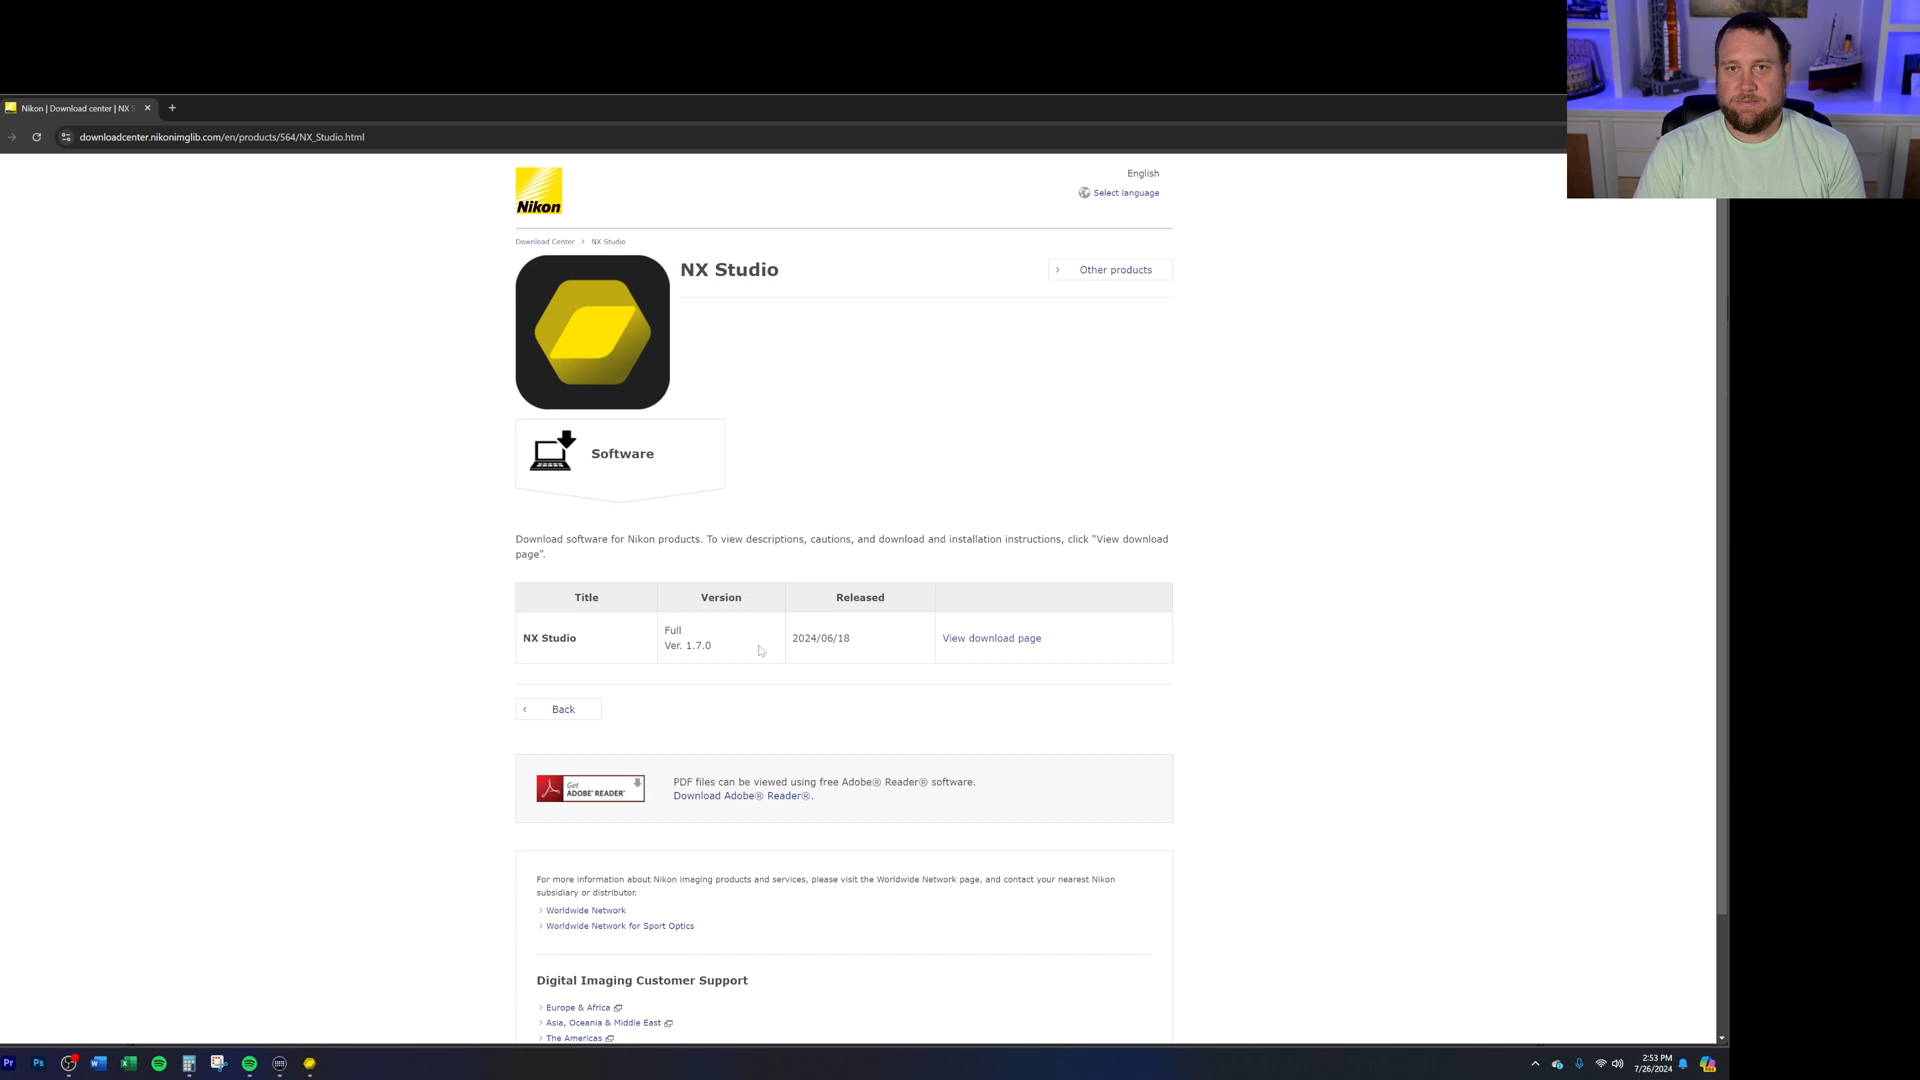 Nikon | Download center | NX S
downloadcenter.nikonimglib.com/en/products/564/NX_Studio.html
Nikon
English
Select language
Download Center > NX Studio
NX Studio
Other products
Software
Download software for Nikon products. To view descriptions, cautions, and download and installation instructions, click “View download
page”.
Title Version Released
NX Studio Full
Ver. 1.7.0 2024/06/18 View download page
Back
Get
ADOBE® READER®
PDF files can be viewed using free Adobe® Reader® software.
Download Adobe® Reader®.
For more information about Nikon imaging products and services, please visit the Worldwide Network page, and contact your nearest Nikon
subsidiary or distributor.
Worldwide Network
Worldwide Network for Sport Optics
Digital Imaging Customer Support
Europe & Africa
Asia, Oceania & Middle East
The Americas
Pr Ps
2:53 PM
7/26/2024